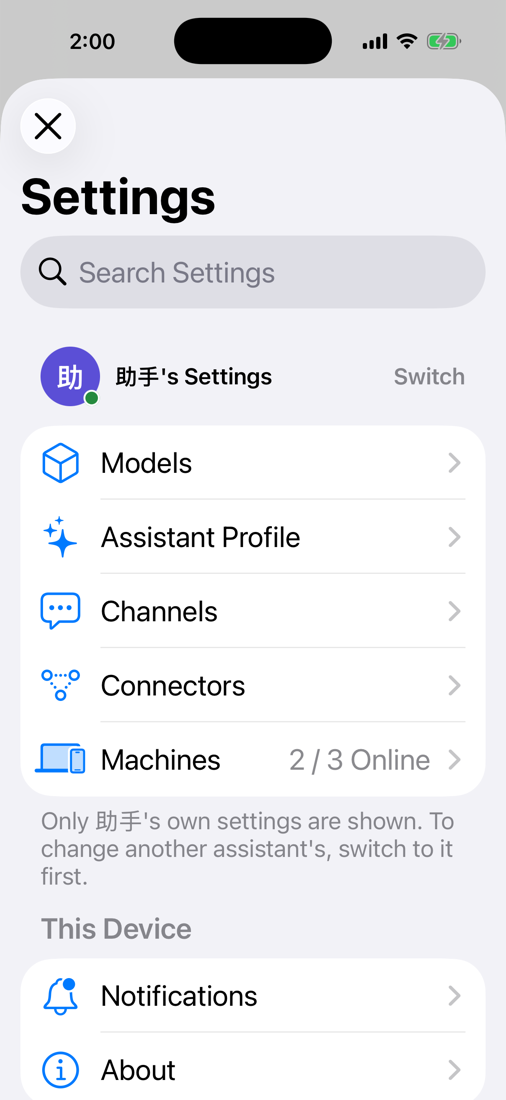 2:00
Settings
Search Settings
助 助手's Settings Switch
Models
Assistant Profile
Channels
Connectors
Machines 2 / 3 Online
Only 助手's own settings are shown. To
change another assistant's, switch to it
first.
This Device
Notifications
About